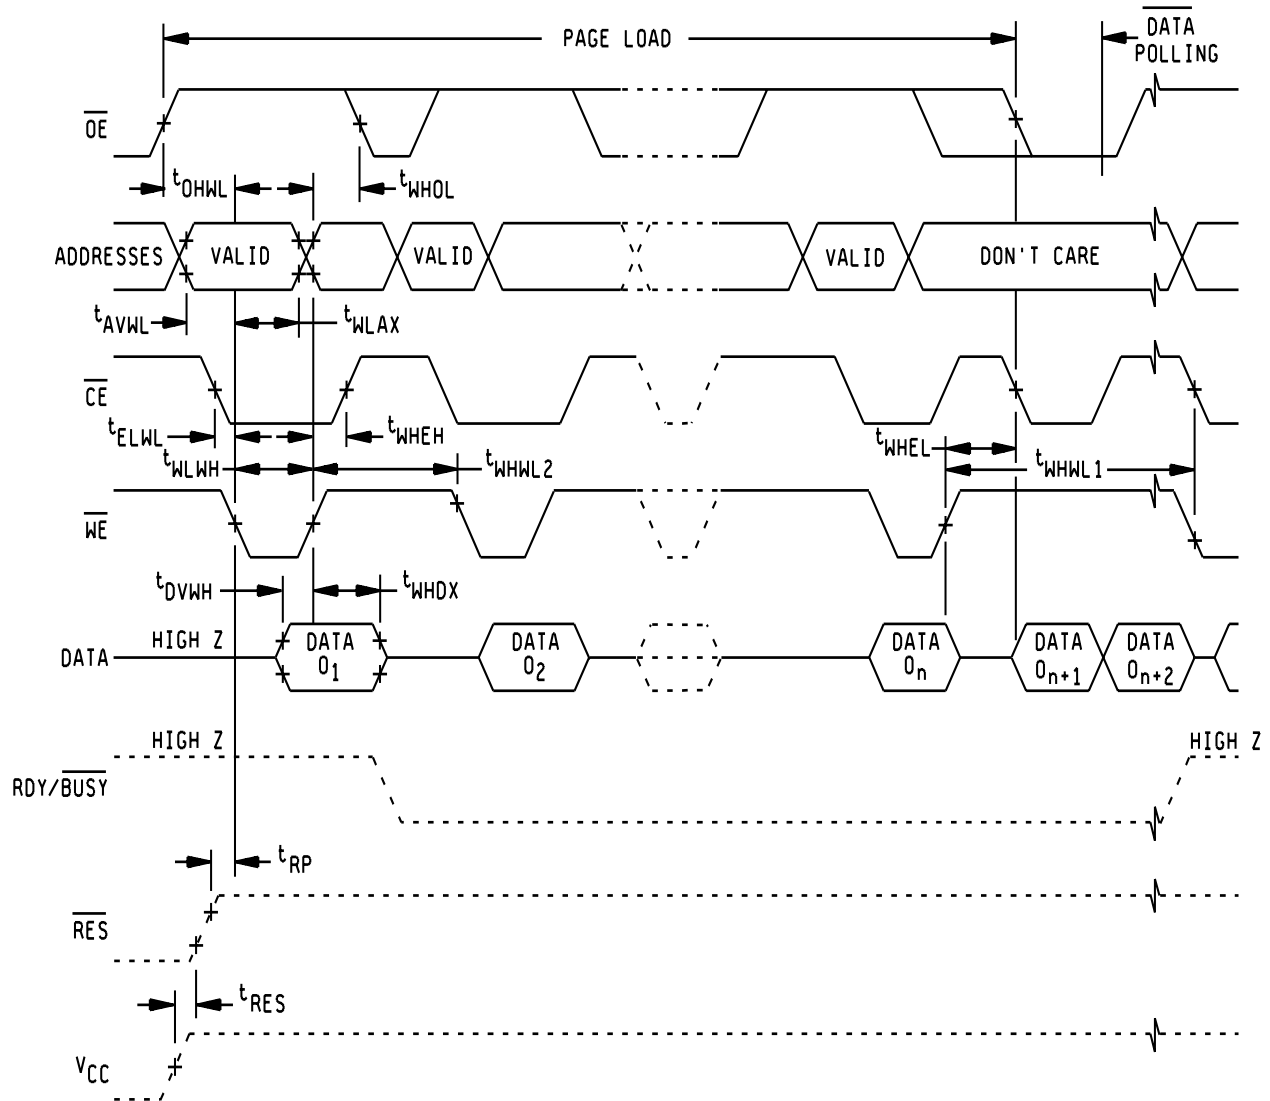 PAGE LOAD
DATA
POLLING
OE
tOHWL
tWHOL
ADDRESSES
VALID
VALID
VALID
DON'T CARE
tAVWL
tWLAX
CE
tELWL
tWHEH
tWHEL
tWLWH
tWHWL2
tWHWL1
WE
tDVWH
tWHDX
DATA
HIGH Z
DATA
O1
DATA
O2
DATA
On
DATA
On+1
DATA
On+2
HIGH Z
HIGH Z
RDY/BUSY
tRP
RES
tRES
VCC